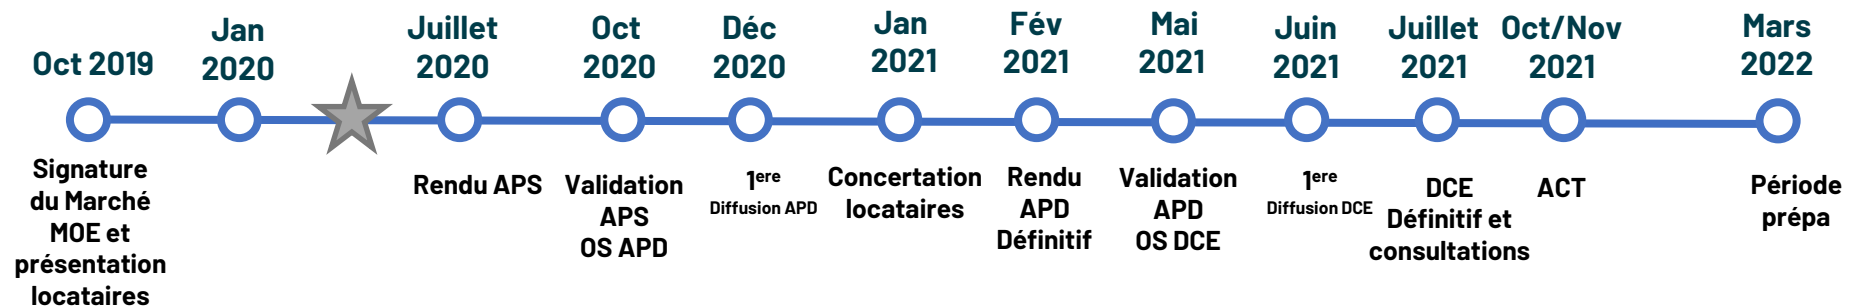 Oct 2019
Jan
2020
Juillet
2020
Oct
2020
Déc
2020
Jan
2021
Fév
2021
Mai
2021
Juin
2021
Juillet
2021
Oct/Nov
2021
Mars
2022
Signature
du Marché
MOE et
présentation
locataires
Rendu APS
Validation
APS
OS APD
1ere
Diffusion APD
Concertation
locataires
Rendu
APD
Définitif
Validation
APD
OS DCE
1ere
Diffusion DCE
DCE
Définitif et
consultations
ACT
Période
prépa